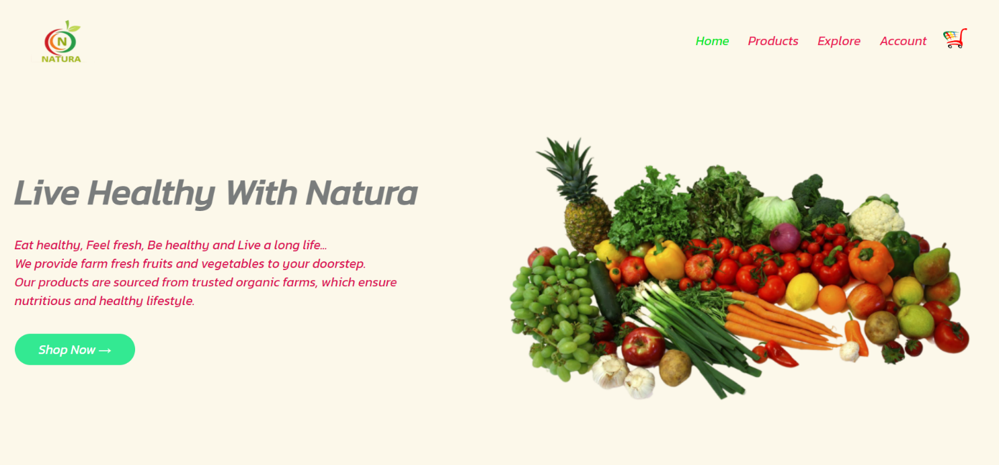 N
NATURA
Home Products Explore Account
Live Healthy With Natura
Eat healthy, Feel fresh, Be healthy and Live a long life...
We provide farm fresh fruits and vegetables to your doorstep.
Our products are sourced from trusted organic farms, which ensure
nutritious and healthy lifestyle.
Shop Now →